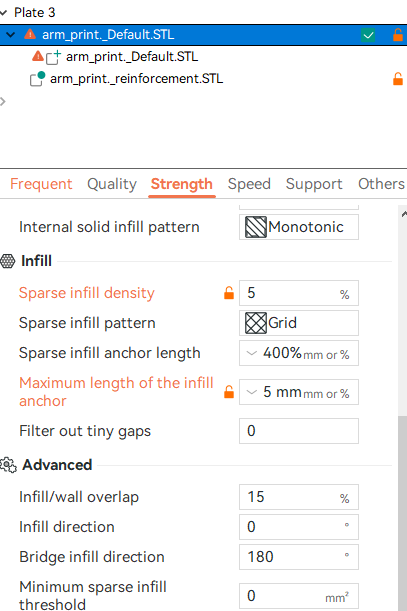 Plate 3
arm_print._Default.STL
arm_print._Default.STL
arm_print._reinforcement.STL
Frequent Quality Strength Speed Support Others
Internal solid infill pattern Monotonic
Infill
Sparse infill density 5 %
Sparse infill pattern Grid
Sparse infill anchor length 400% mm or %
Maximum length of the infill
anchor 5 mm mm or %
Filter out tiny gaps 0
Advanced
Infill/wall overlap 15 %
Infill direction 0 °
Bridge infill direction 180 °
Minimum sparse infill
threshold 0 mm²